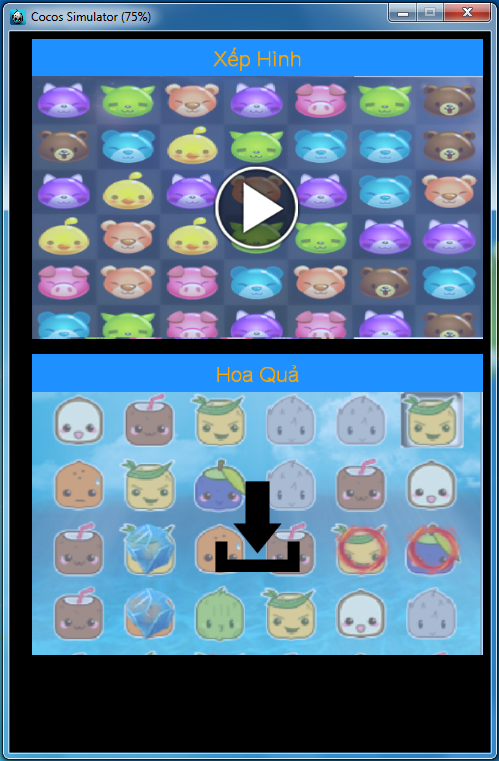 Cocos Simulator (75%)
Xếp Hình
Hoa Quả